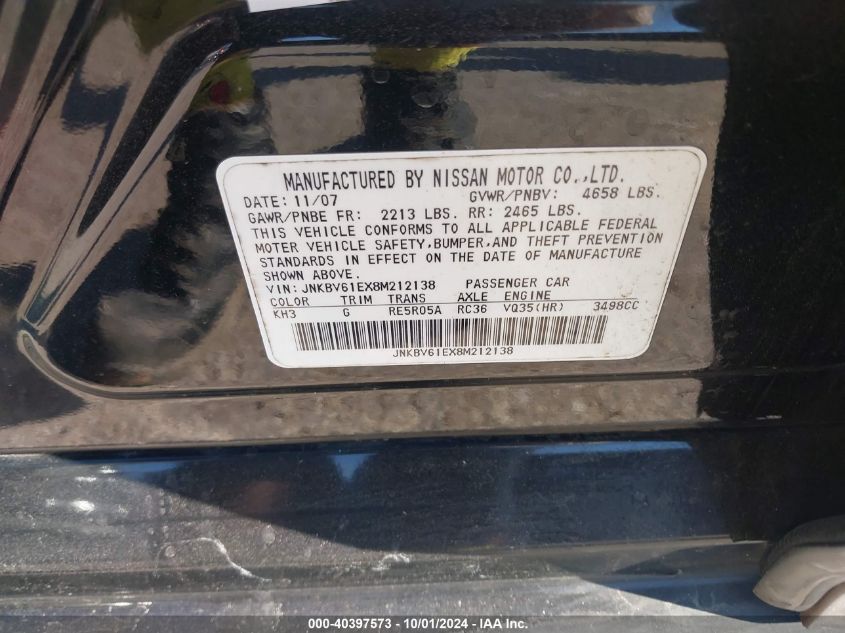 MANUFACTURED BY NISSAN MOTOR CO.,LTD.
DATE: 11/07 GVWR/PNBV: 4658 LBS.
GAWR/PNBE FR: 2213 LBS. RR: 2465 LBS.
THIS VEHICLE CONFORMS TO ALL APPLICABLE FEDERAL
MOTER VEHICLE SAFETY,BUMPER,AND THEFT PREVENTION
STANDARDS IN EFFECT ON THE DATE OF MANUFACTURE
SHOWN ABOVE.
VIN: JNKBV61EX8M212138 PASSENGER CAR
COLOR TRIM TRANS AXLE ENGINE
KH3 G RE5R05A RC36 VQ35(HR) 3498CC
JNKBV61EX8M212138
000-40397573 - 10/01/2024 - IAAI.COM.